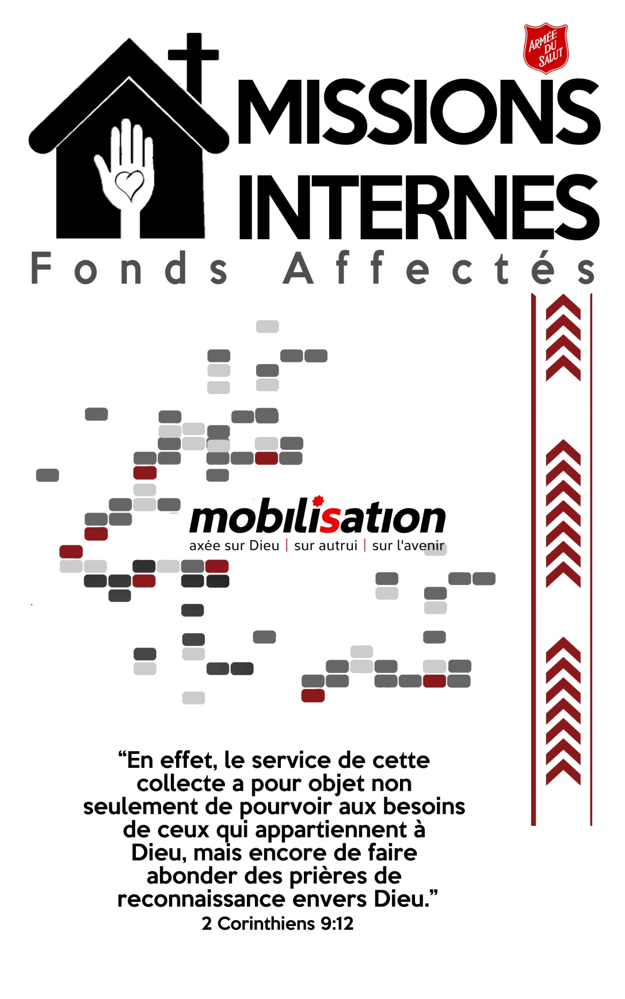 ARMÉE
DU
SALUT
MISSIONS
INTERNES
Fonds Affectés
mobilisation
axée sur Dieu | sur autrui | sur l'avenir
“En effet, le service de cette
collecte a pour objet non
seulement de pourvoir aux besoins
de ceux qui appartiennent à
Dieu, mais encore de faire
abonder des prières de
reconnaissance envers Dieu.”
2 Corinthiens 9:12